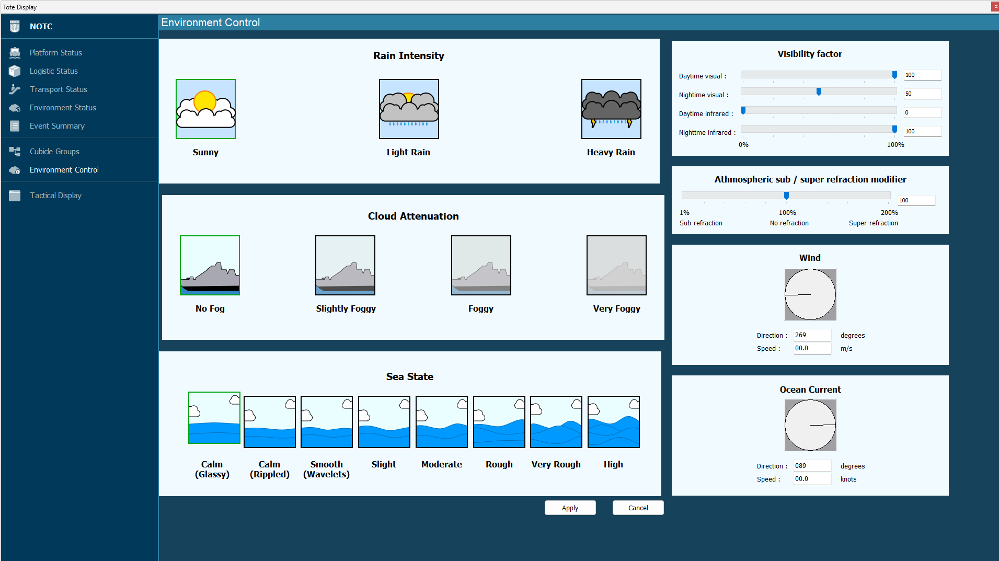 Tote Display
x
NOTC
Platform Status
Logistic Status
Transport Status
Environment Status
Event Summary
Cubicle Groups
Environment Control
Tactical Display
Environment Control
Rain Intensity
Sunny
Light Rain
Heavy Rain
Cloud Attenuation
No Fog
Slightly Foggy
Foggy
Very Foggy
Sea State
Calm
(Glassy)
Calm
(Rippled)
Smooth
(Wavelets)
Slight
Moderate
Rough
Very Rough
High
Apply
Cancel
Visibility factor
Daytime visual : 100
Nightime visual : 50
Daytime infrared : 0
Nighttme infrared : 100
0% 100%
Athmospheric sub / super refraction modifier
100
1% 100% 200%
Sub-refraction No refraction Super-refraction
Wind
Direction : 269 degrees
Speed : 00.0 m/s
Ocean Current
Direction : 089 degrees
Speed : 00.0 knots